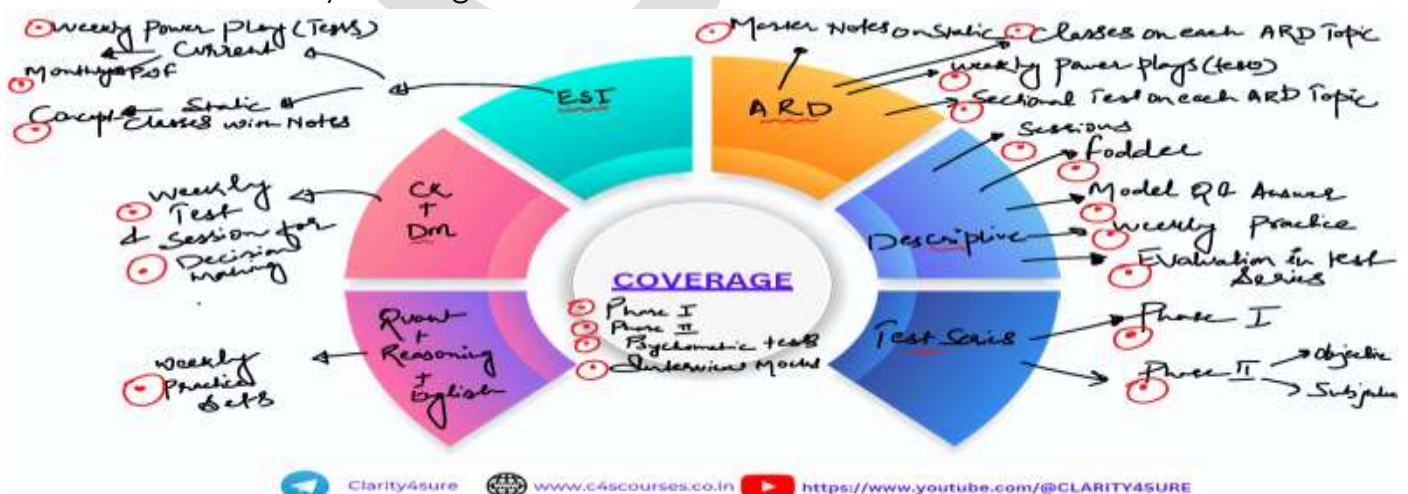 Weekly Power Play (Tests)
Current
Monthly PDF
Static
Concept Classes with Notes
ESI
Master Notes on Static
Classes on each ARD Topic
Weekly power plays (tests)
Sectional Test on each ARD Topic
ARD
Sessions
fodder
Model Q & Answer
Weekly Practice
Evaluation in test
Series
Descriptive
CK
+
DM
Weekly
Test
& Session for
Decision
Making
COVERAGE
Phase I
Phase II
Psychometric tests
Interview Mocks
Quant
+
Reasoning
+
English
weekly
Practice
Sets
Test Series
Phase I
Phase II
Objective
Clarity4sure
www.c4scourses.co.in
https://www.youtube.com/@CLARITY4SURE